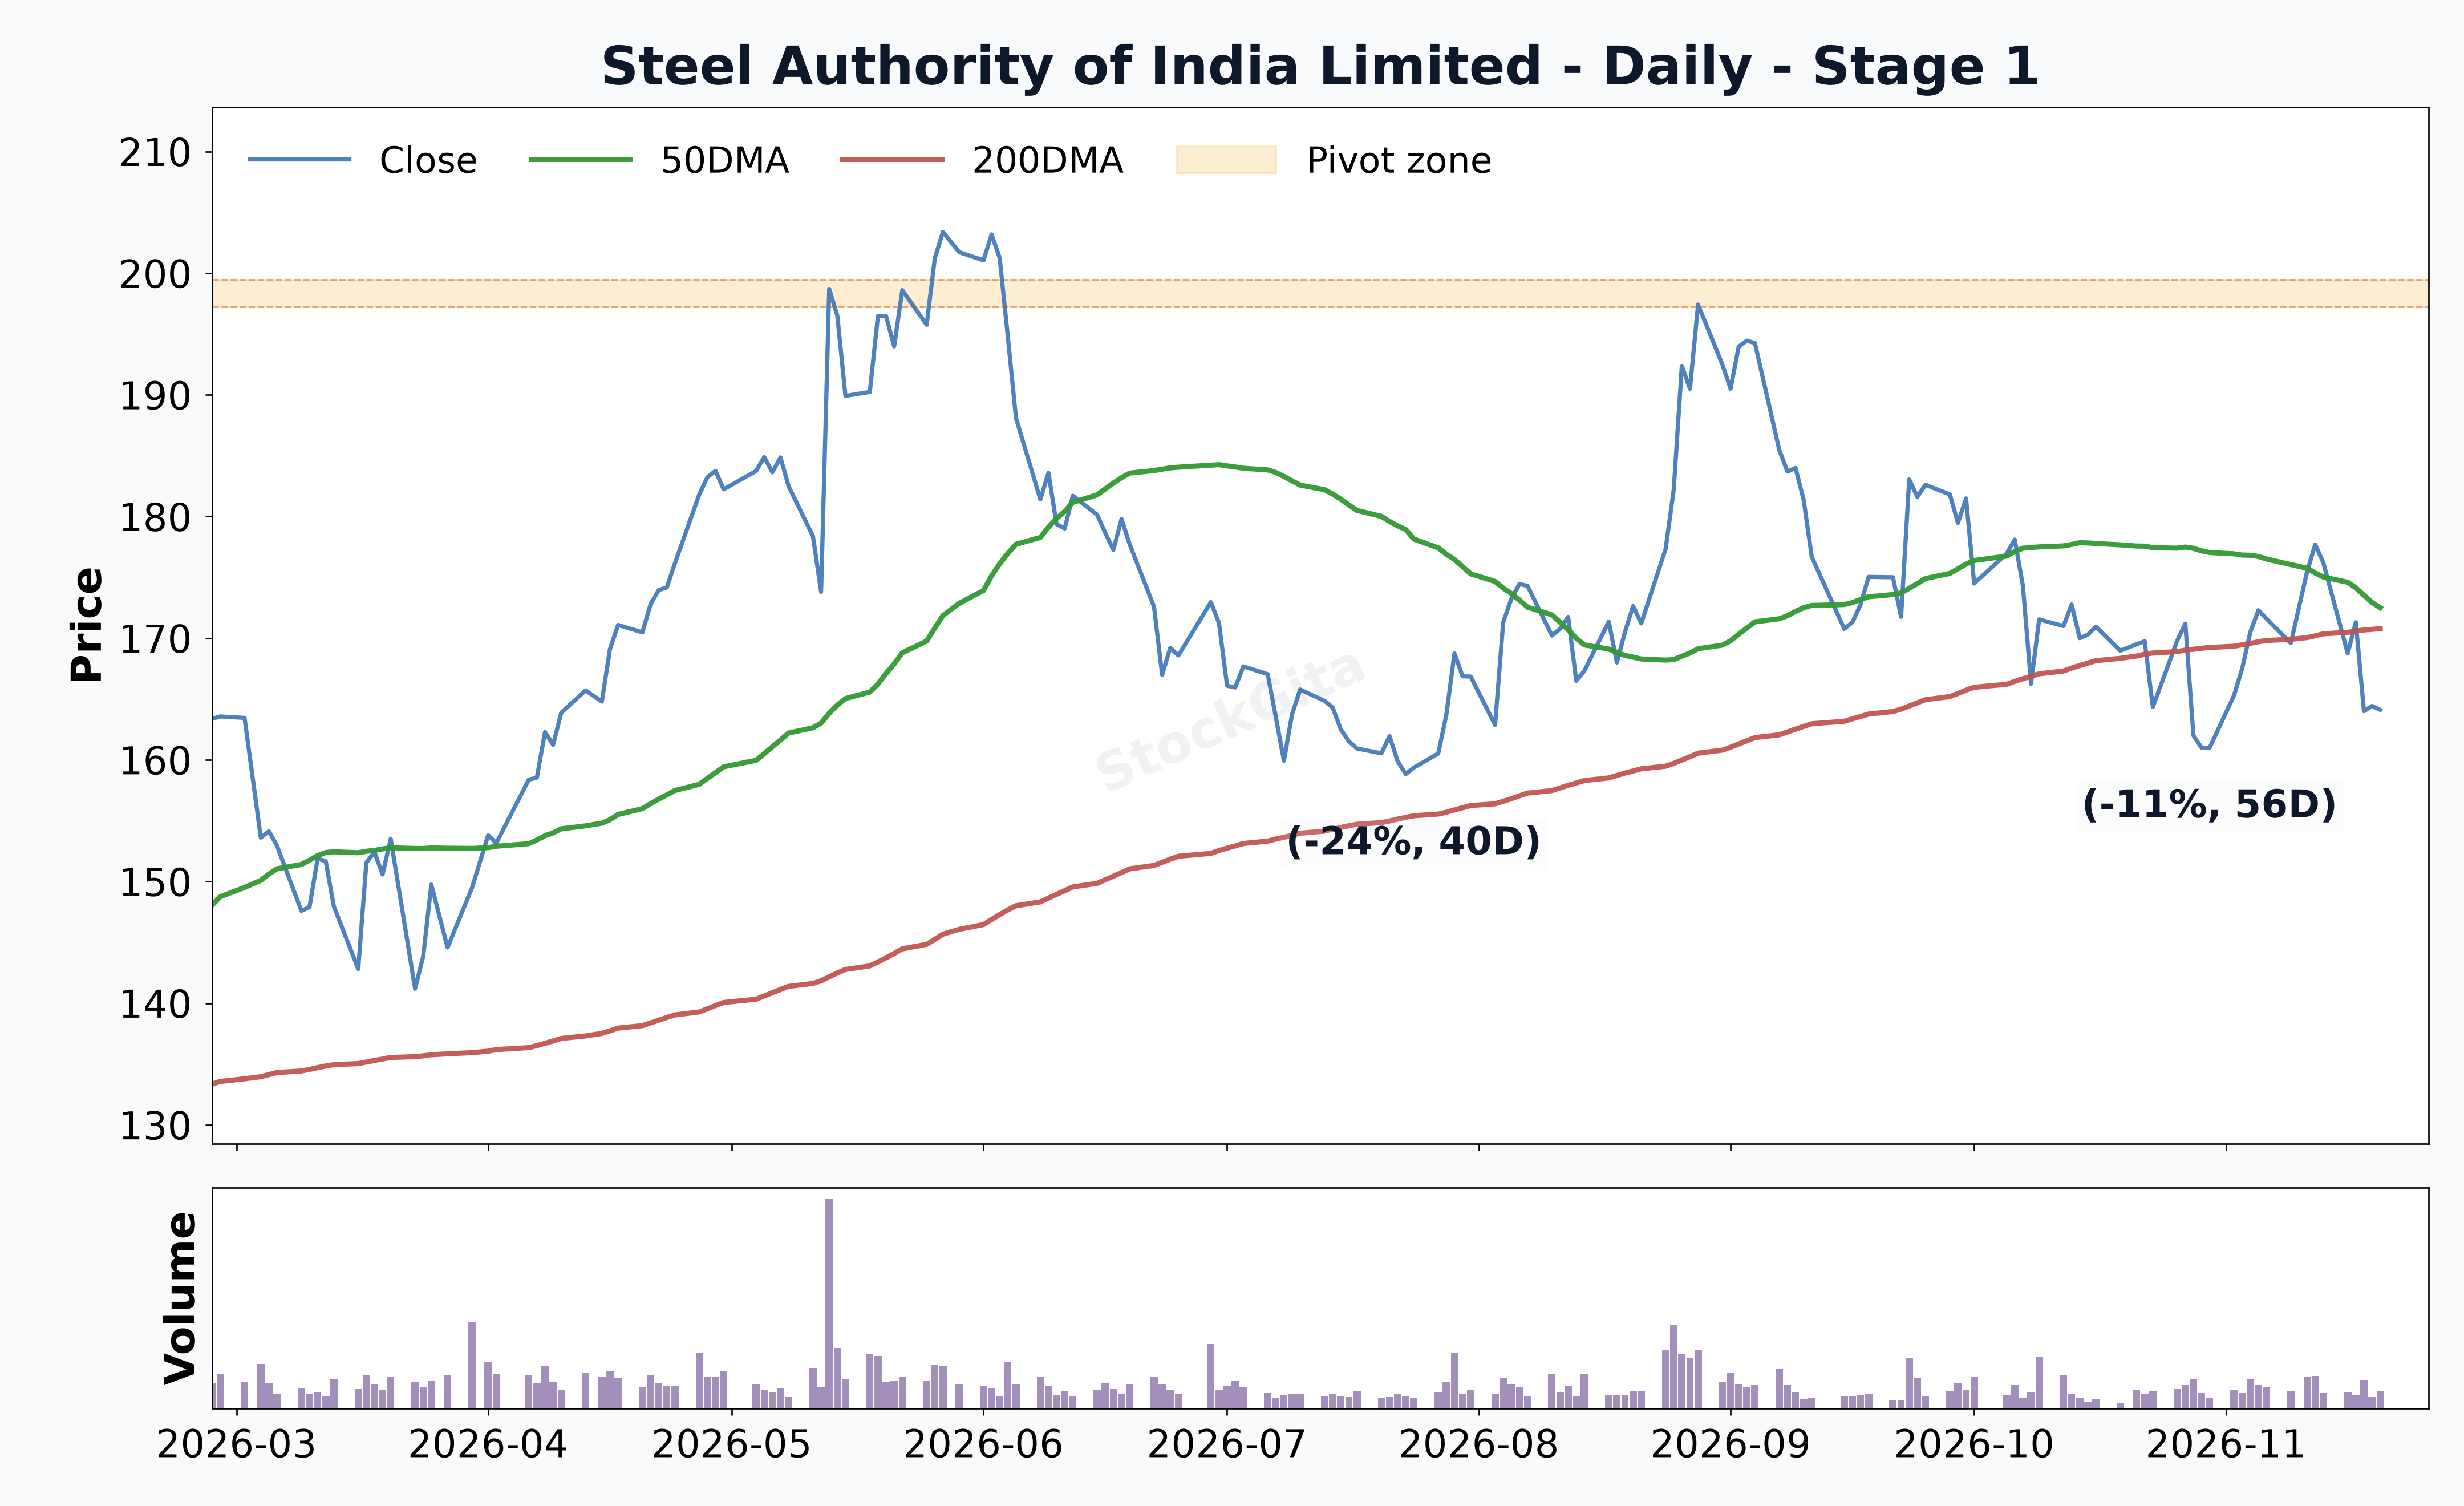 Steel Authority of India Limited - Daily - Stage 1
Close 50DMA 200DMA Pivot zone
210
200
190
180
170
160
150
140
130
Price
StockGita
(-24%, 40D)
(-11%, 56D)
Volume
2026-03 2026-04 2026-05 2026-06 2026-07 2026-08 2026-09 2026-10 2026-11